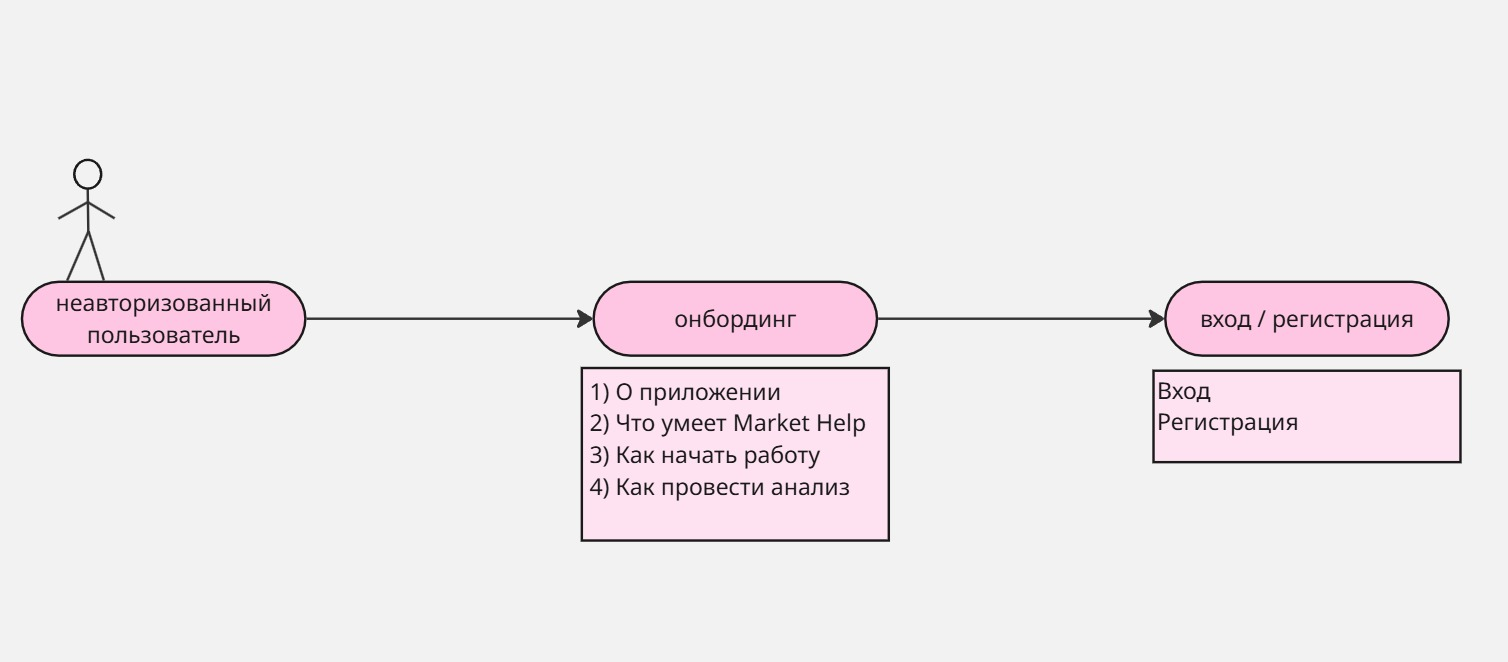 неавторизованный
пользователь
онбординг
вход / регистрация
1) О приложении
2) Что умеет Market Help
3) Как начать работу
4) Как провести анализ
Вход
Регистрация